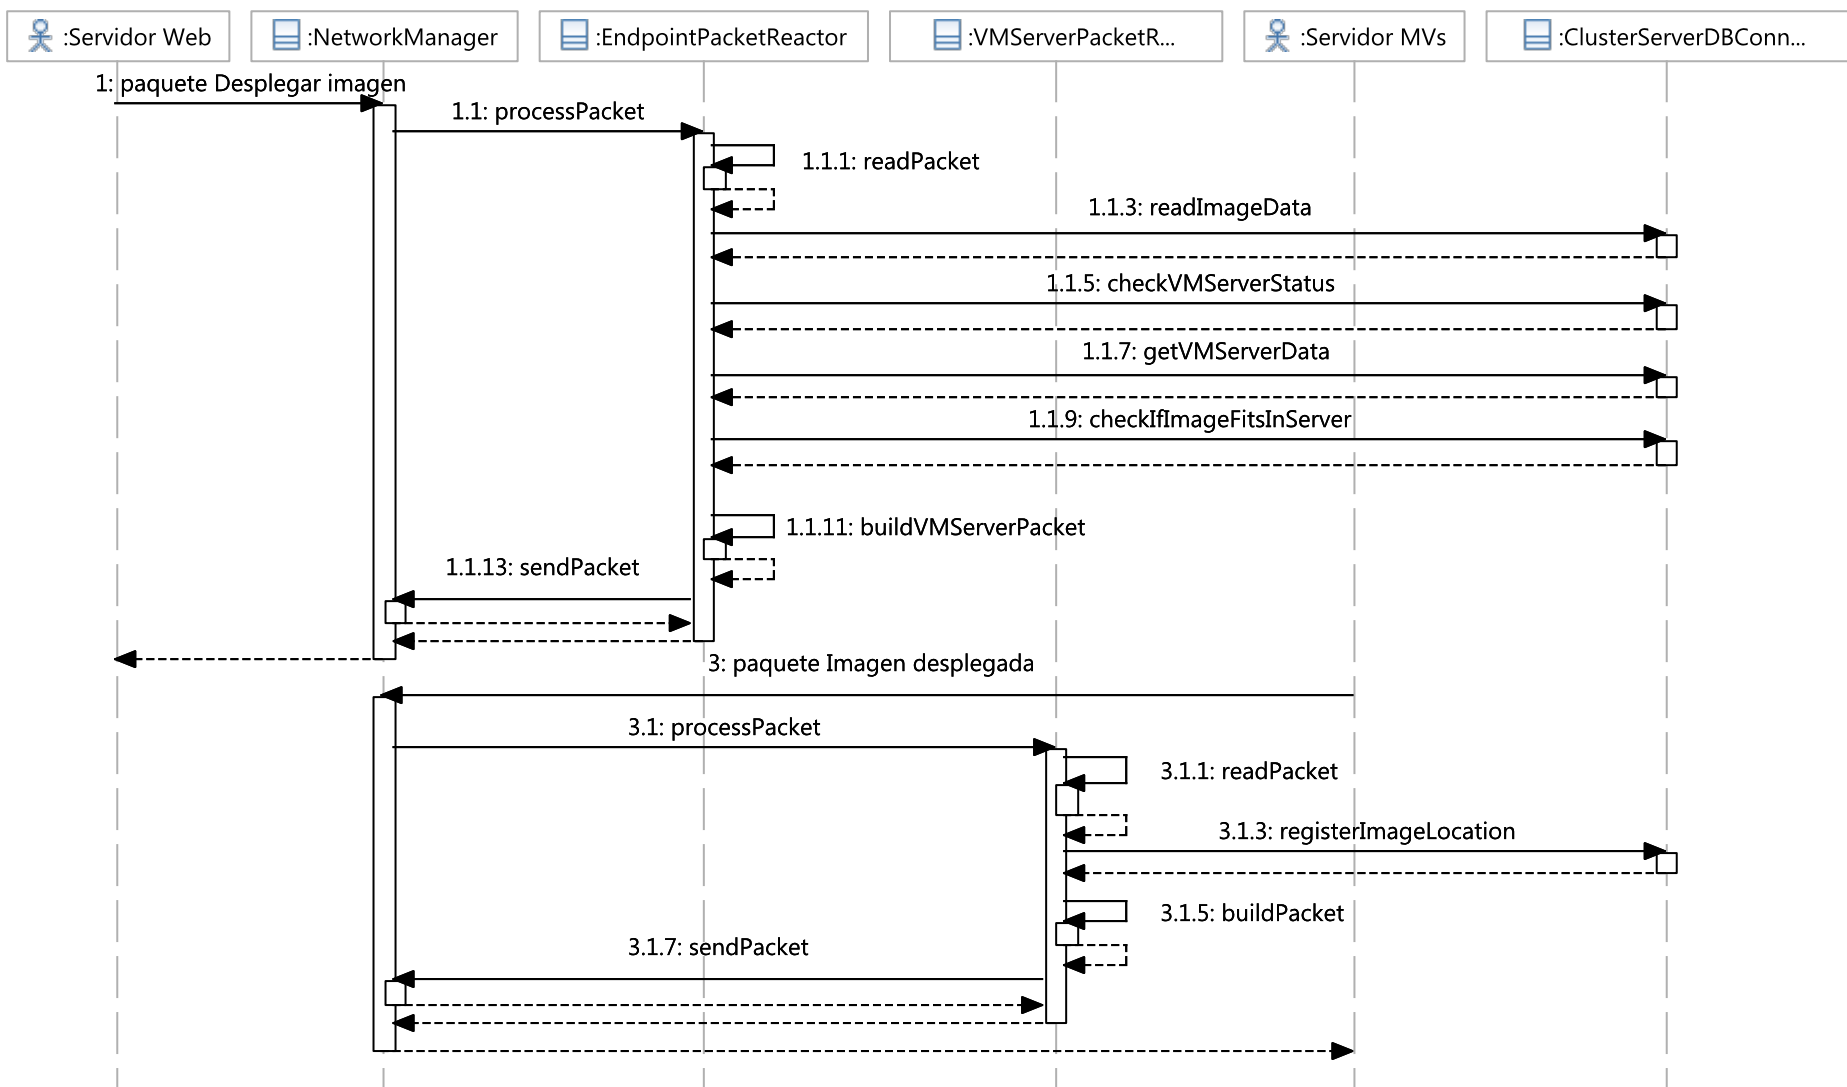 :Servidor Web
:NetworkManager
:EndpointPacketReactor
:VMServerPacketR...
:Servidor MVs
:ClusterServerDBConn...
1: paquete Desplegar imagen
1.1: processPacket
1.1.1: readPacket
1.1.3: readImageData
1.1.5: checkVMServerStatus
1.1.7: getVMServerData
1.1.9: checkIfImageFitsInServer
1.1.11: buildVMServerPacket
1.1.13: sendPacket
3: paquete Imagen desplegada
3.1: processPacket
3.1.1: readPacket
3.1.3: registerImageLocation
3.1.5: buildPacket
3.1.7: sendPacket